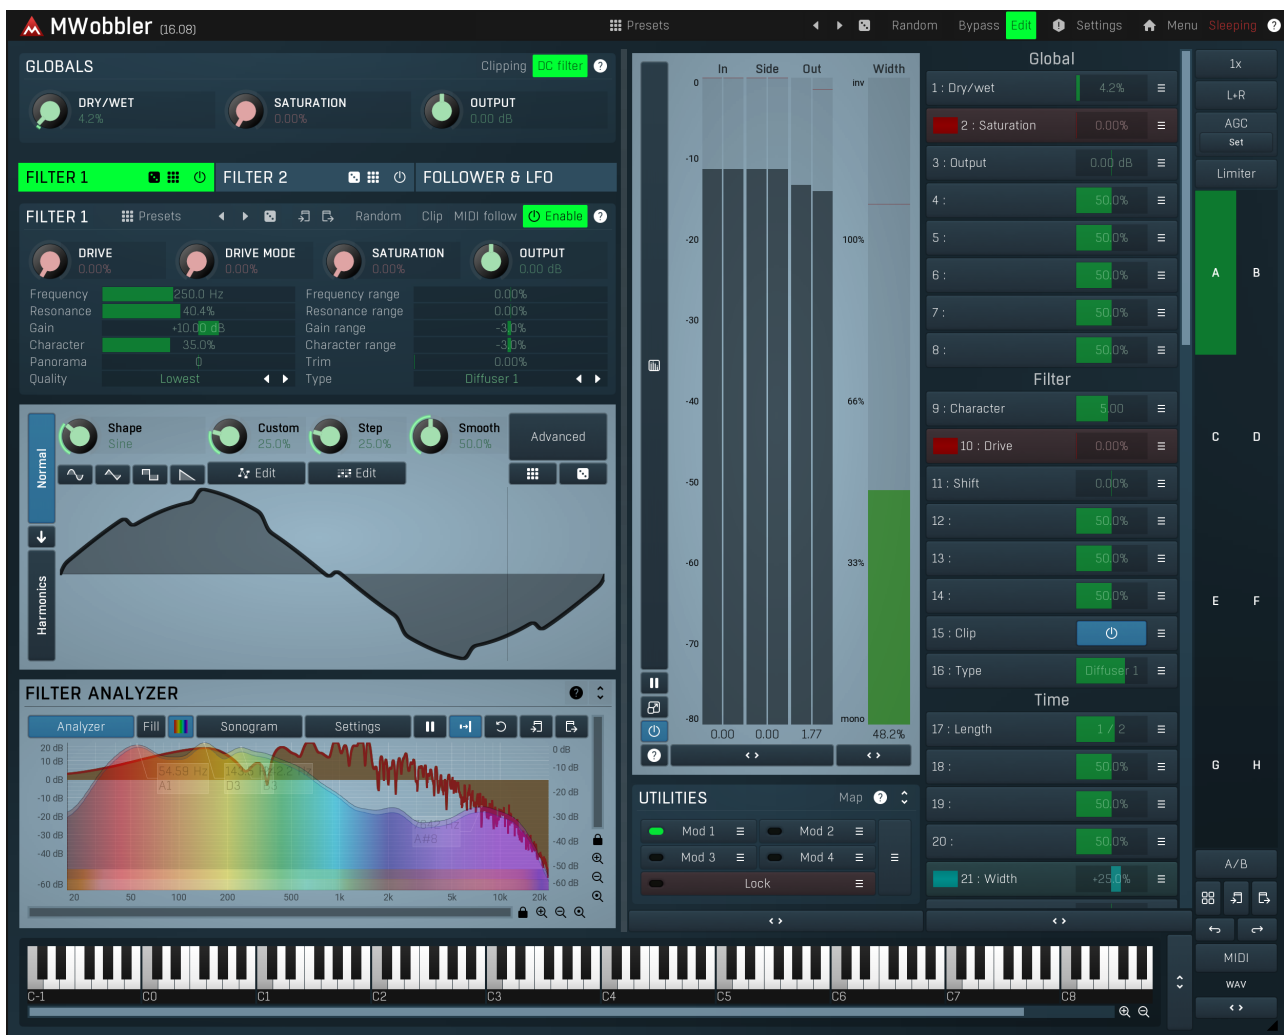 MWobbler (16.08) Presets Random Bypass Edit Settings Menu Sleeping ?
GLOBALS Clipping DC filter ?
DRY/WET 4.2% SATURATION 0.00% OUTPUT 0.00 dB
FILTER 1 FILTER 2 FOLLOWER & LFO
FILTER 1 Presets Random Clip MIDI follow Enable ?
DRIVE 0.00% DRIVE MODE 0.00% SATURATION 0.00% OUTPUT 0.00 dB
Frequency 250.0 Hz Frequency range 0.00%
Resonance 40.4% Resonance range 0.00%
Gain +10.00 dB Gain range -3.0%
Character 35.0% Character range -3.0%
Panorama 0 Trim 0.00%
Quality Lowest Type Diffuser 1
Normal
Harmonics
Shape Sine Custom 25.0% Step 25.0% Smooth 50.0% Advanced
Edit Edit
FILTER ANALYZER ?
Analyzer Fill Sonogram Settings
20 dB
10 dB
0 dB
-10 dB
-20 dB
-30 dB
-40 dB
-60 dB
54.59 Hz
A1
D3
A#8
0 dB
-10 dB
-20 dB
-30 dB
-40 dB
-50 dB
-60 dB
20 50 100 200 500 1k 2k 5k 10k 20k
In Side Out Width
0
-10
-20
-30
-40
-50
-60
-70
-80
inv
100%
66%
33%
mono
0.00 0.00 1.77 48.2%
?
UTILITIES Map ?
Mod 1 Mod 2
Mod 3 Mod 4
Lock
Global
1 : Dry/wet 4.2%
2 : Saturation 0.00%
3 : Output 0.00 dB
4 : 50.0%
5 : 50.0%
6 : 50.0%
7 : 50.0%
8 : 50.0%
Filter
9 : Character 5.00
10 : Drive 0.00%
11 : Shift 0.00%
12 : 50.0%
13 : 50.0%
14 : 50.0%
15 : Clip
16 : Type Diffuser 1
Time
17 : Length 1 / 2
18 : 50.0%
19 : 50.0%
20 : 50.0%
21 : Width +25.0%
1x
L+R
AGC
Set
Limiter
A B
C D
E F
G H
A/B
MIDI
WAV
C-1 C0 C1 C2 C3 C4 C5 C6 C7 C8